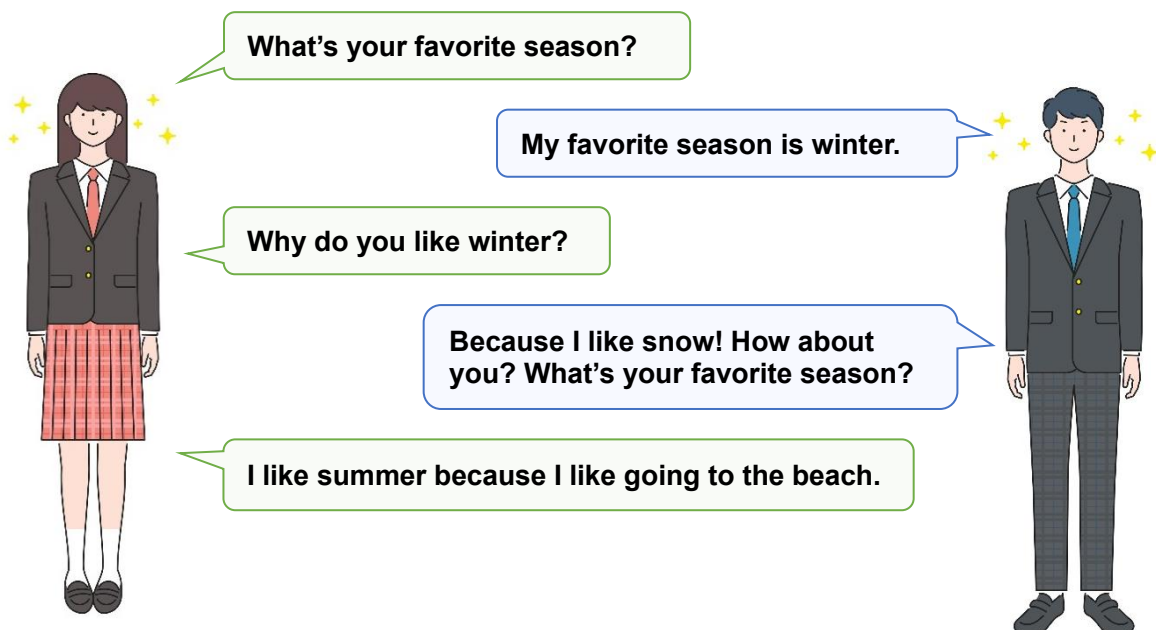 What’s your favorite season?
My favorite season is winter.
Why do you like winter?
Because I like snow! How about
you? What’s your favorite season?
I like summer because I like going to the beach.